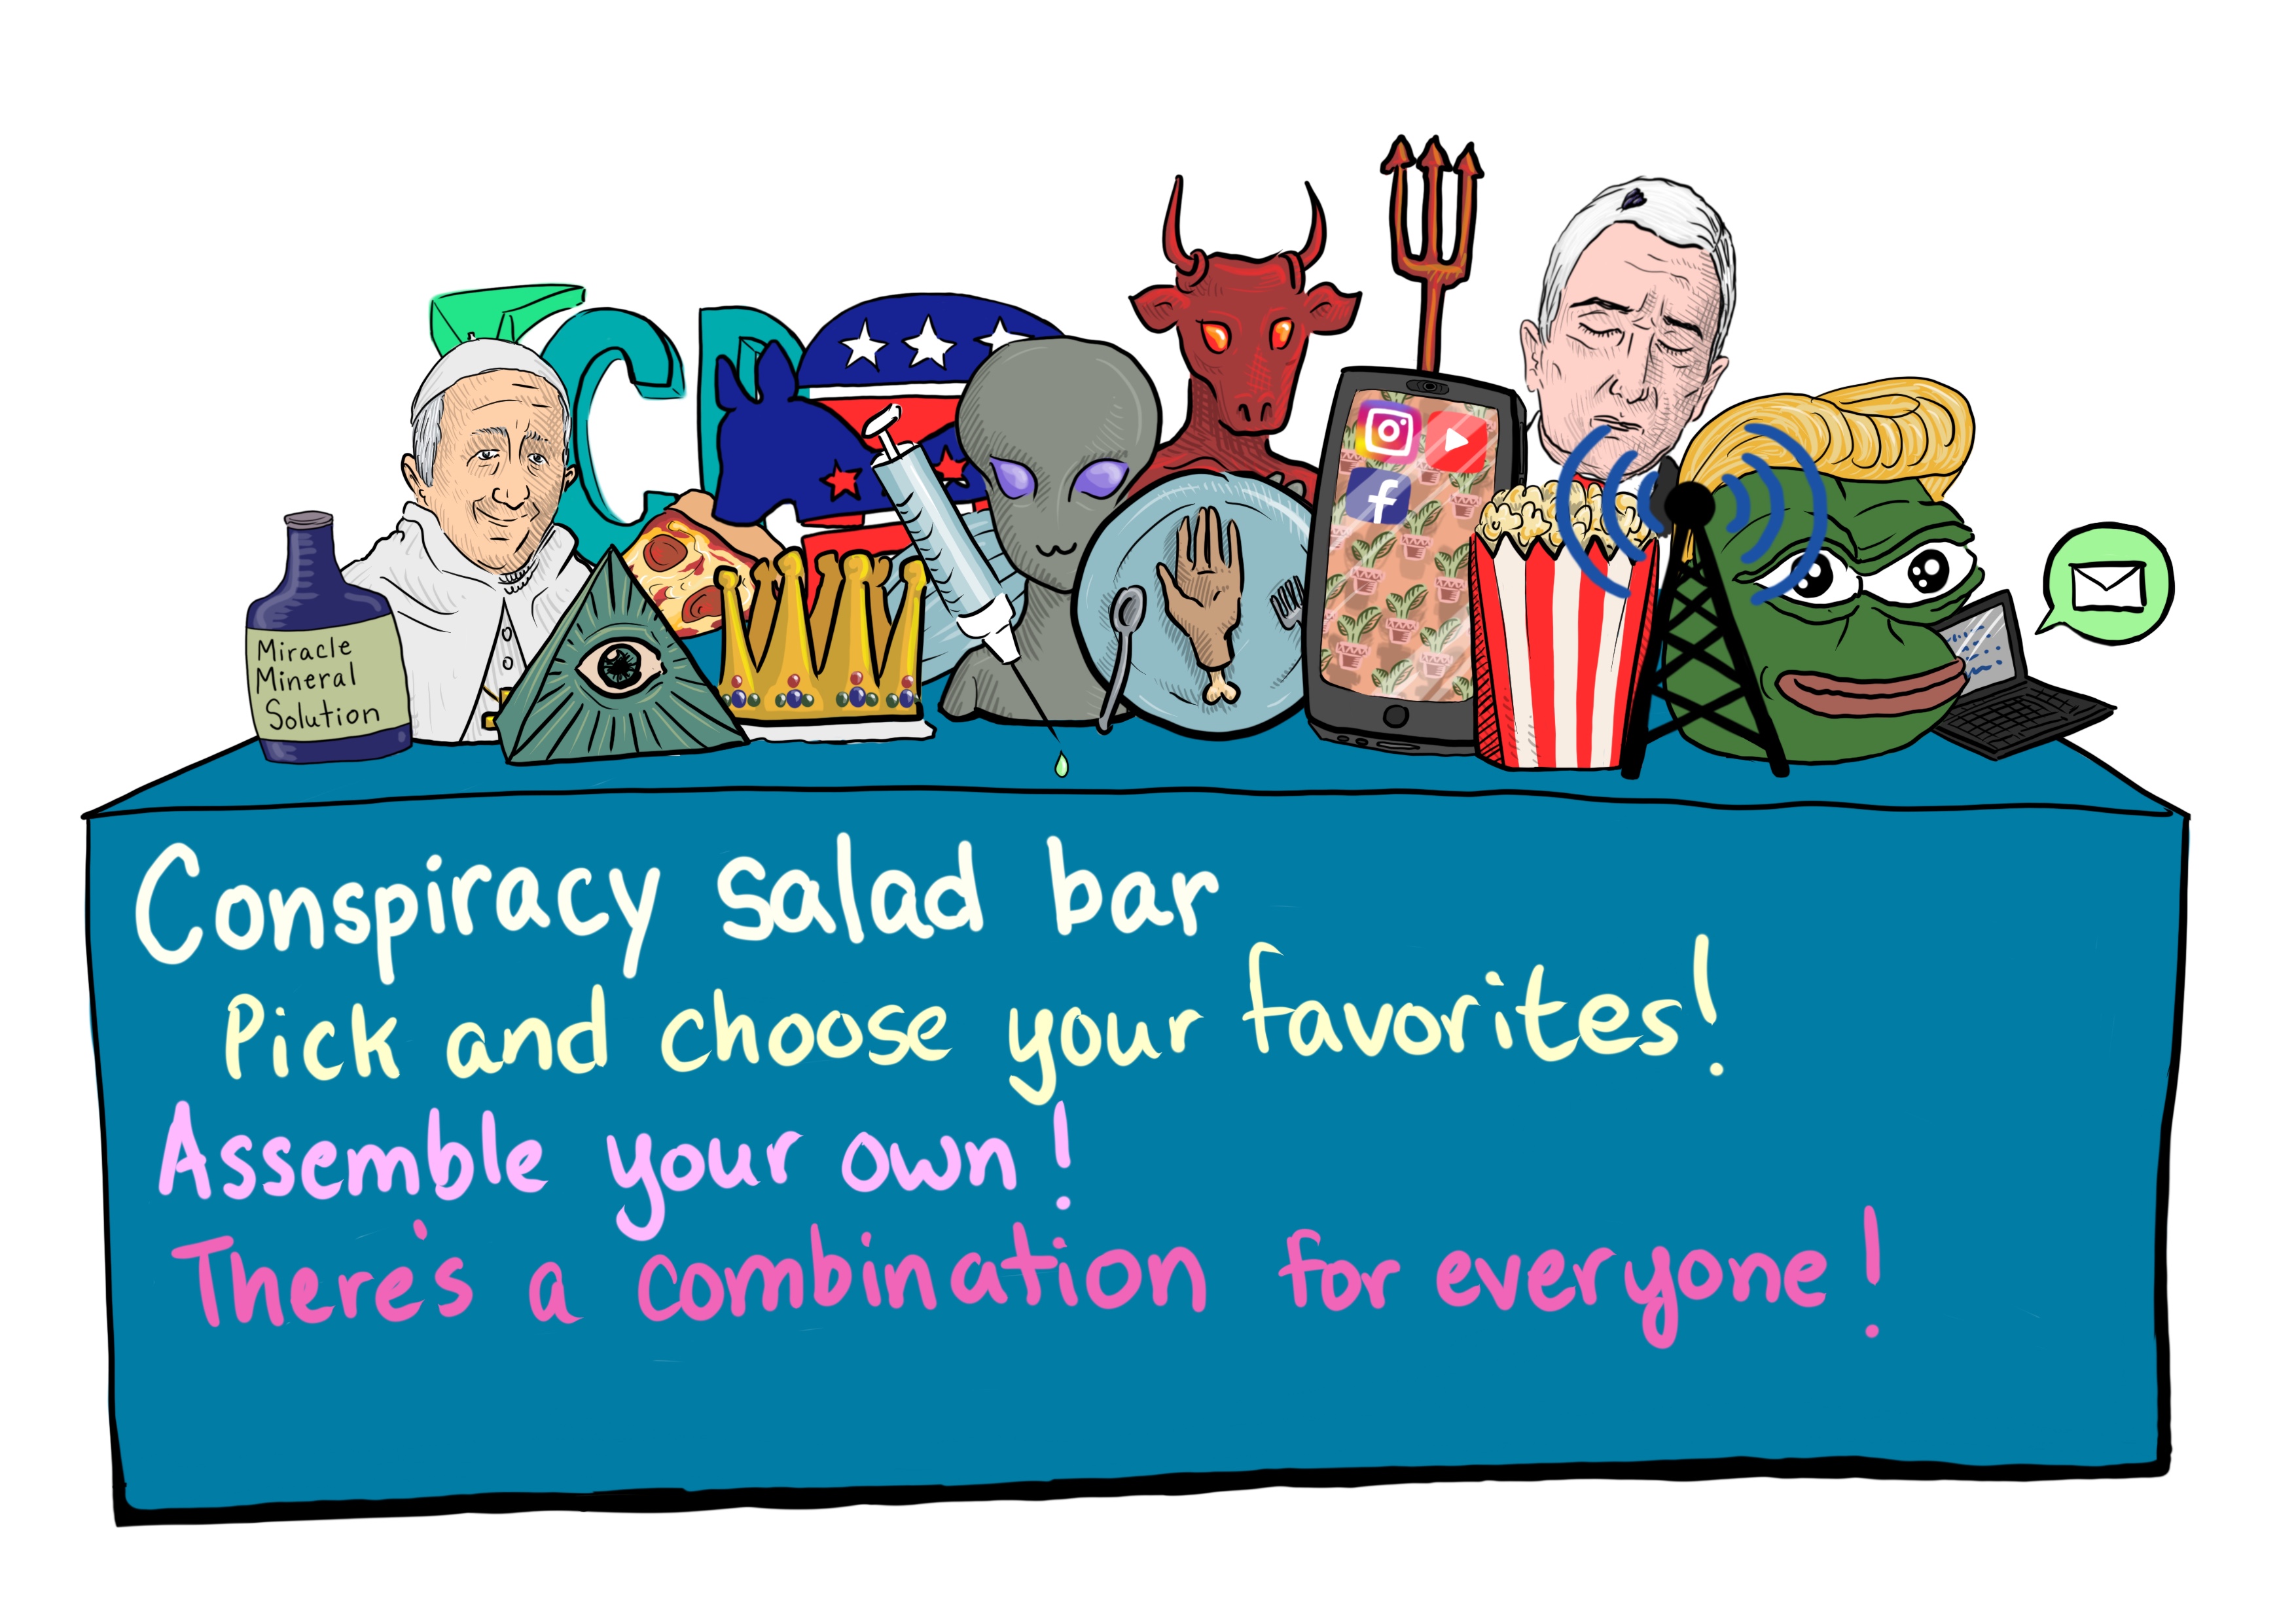 Miracle
Mineral
Solution
Conspiracy salad bar
Pick and choose your favorites!
Assemble your own!
There's a combination for everyone!